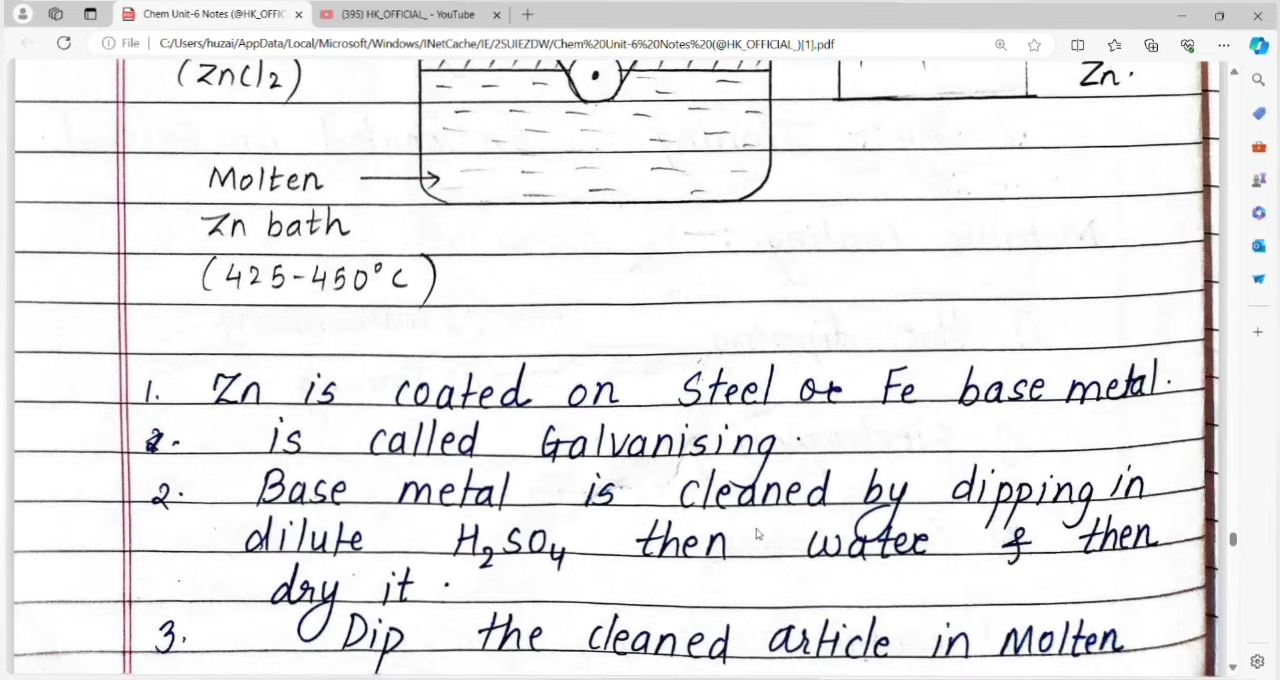 Chem Unit-6 Notes (@HK_OFFIC
(395) HK_OFFICIAL_ - YouTube
File | C:/Users/huzai/AppData/Local/Microsoft/Windows/INetCache/IE/2SUIEZDW/Chem%20Unit-6%20Notes%20(@HK_OFFICIAL_)[1].pdf
(ZnCl2)
Zn.
Molten
Zn bath
(425-450°C)
1. Zn is coated on Steel or Fe base metal.
is called Galvanising.
2. Base metal is cleaned by dipping in
dilute H2SO4 then water & then
dry it.
3. Dip the cleaned article in Molten